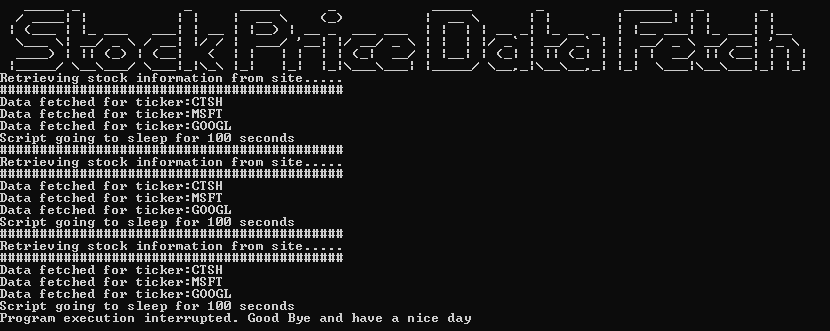 Stock Price Data Fetch
Retrieving stock information from site.....
###########################################
Data fetched for ticker:CTSH
Data fetched for ticker:MSFT
Data fetched for ticker:GOOGL
Script going to sleep for 100 seconds
###########################################
Retrieving stock information from site.....
###########################################
Data fetched for ticker:CTSH
Data fetched for ticker:MSFT
Data fetched for ticker:GOOGL
Script going to sleep for 100 seconds
###########################################
Retrieving stock information from site.....
###########################################
Data fetched for ticker:CTSH
Data fetched for ticker:MSFT
Data fetched for ticker:GOOGL
Script going to sleep for 100 seconds
Program execution interrupted. Good Bye and have a nice day